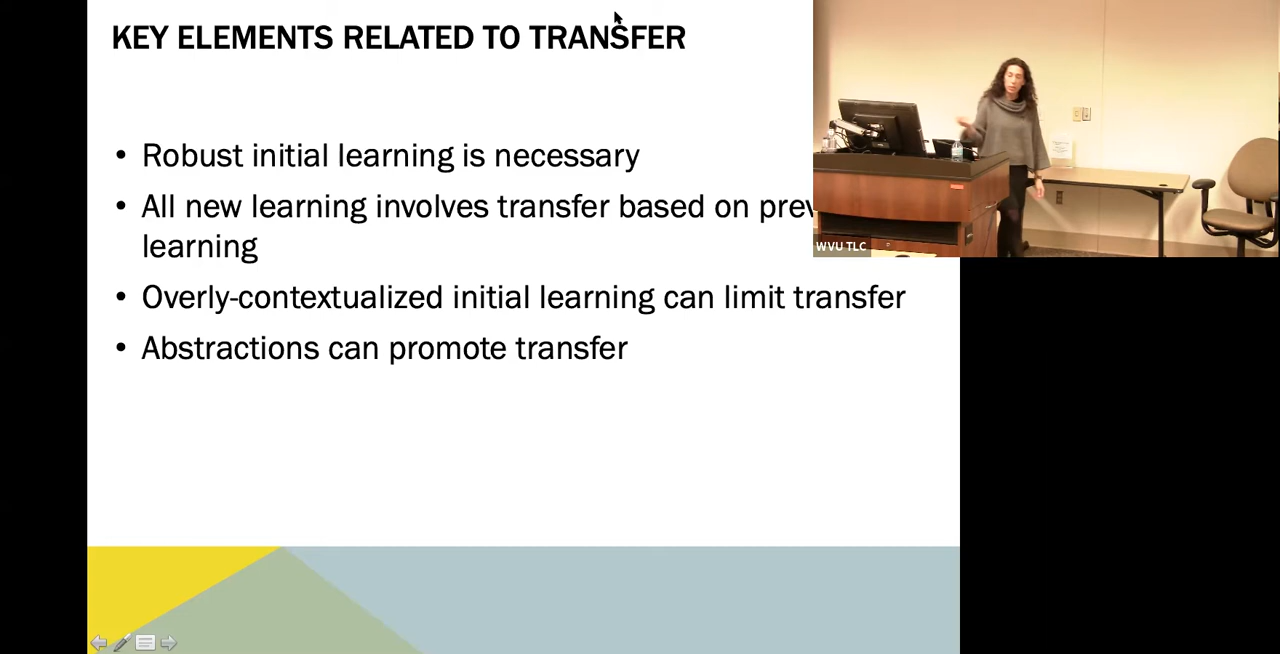 KEY ELEMENTS RELATED TO TRANSFER
• Robust initial learning is necessary
• All new learning involves transfer based on
learning
• Overly-contextualized initial learning can limit transfer
• Abstractions can promote transfer
WVU TLC